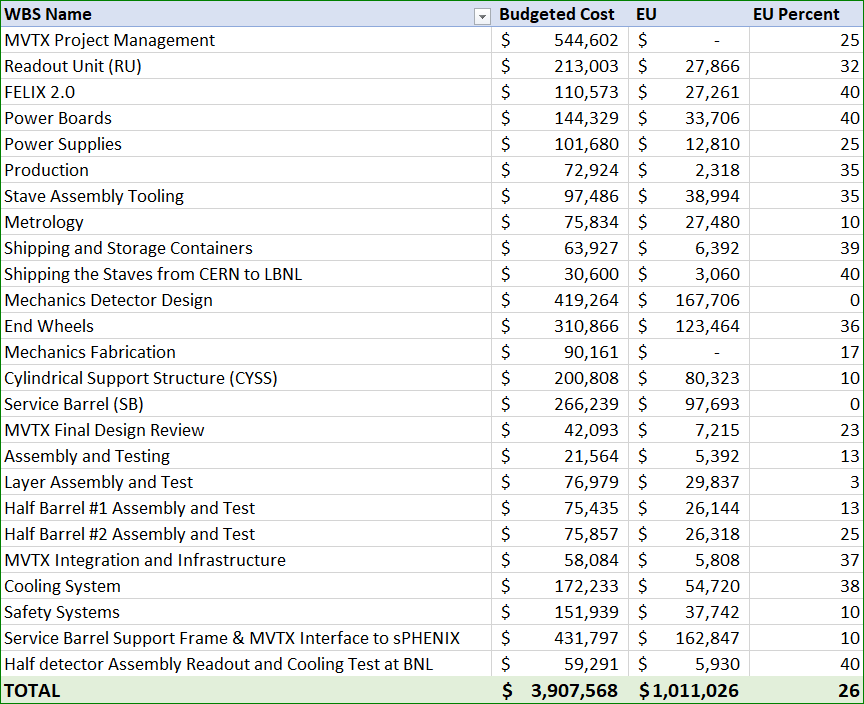 WBS Name Budgeted Cost EU EU Percent
MVTX Project Management $ 544,602 $ - 25
Readout Unit (RU) $ 213,003 $ 27,866 32
FELIX 2.0 $ 110,573 $ 27,261 40
Power Boards $ 144,329 $ 33,706 40
Power Supplies $ 101,680 $ 12,810 25
Production $ 72,924 $ 2,318 35
Stave Assembly Tooling $ 97,486 $ 38,994 35
Metrology $ 75,834 $ 27,480 10
Shipping and Storage Containers $ 63,927 $ 6,392 39
Shipping the Staves from CERN to LBNL $ 30,600 $ 3,060 40
Mechanics Detector Design $ 419,264 $ 167,706 0
End Wheels $ 310,866 $ 123,464 36
Mechanics Fabrication $ 90,161 $ - 17
Cylindrical Support Structure (CYSS) $ 200,808 $ 80,323 10
Service Barrel (SB) $ 266,239 $ 97,693 0
MVTX Final Design Review $ 42,093 $ 7,215 23
Assembly and Testing $ 21,564 $ 5,392 13
Layer Assembly and Test $ 76,979 $ 29,837 3
Half Barrel #1 Assembly and Test $ 75,435 $ 26,144 13
Half Barrel #2 Assembly and Test $ 75,857 $ 26,318 25
MVTX Integration and Infrastructure $ 58,084 $ 5,808 37
Cooling System $ 172,233 $ 54,720 38
Safety Systems $ 151,939 $ 37,742 10
Service Barrel Support Frame & MVTX Interface to sPHENIX $ 431,797 $ 162,847 10
Half detector Assembly Readout and Cooling Test at BNL $ 59,291 $ 5,930 40
TOTAL $ 3,907,568 $1,011,026 26